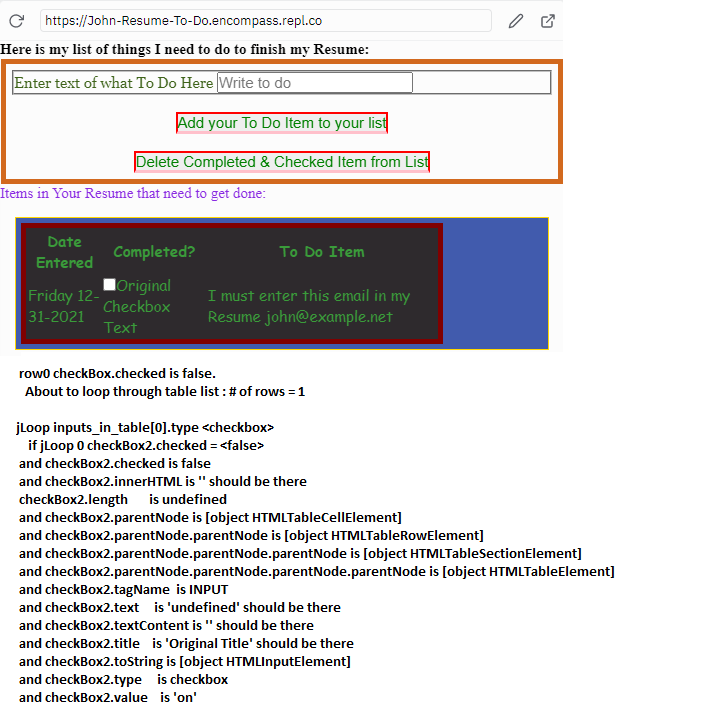 https://John-Resume-To-Do.encompass.repl.co
Here is my list of things I need to do to finish my Resume:
Enter text of what To Do Here Write to do
Add your To Do Item to your list
Delete Completed & Checked Item from List
Items in Your Resume that need to get done:
Date Entered Completed? To Do Item
Friday 12-31-2021 Original Checkbox Text I must enter this email in my Resume john@example.net
row0 checkBox.checked is false.
About to loop through table list : # of rows = 1
jLoop inputs_in_table[0].type <checkbox>
if jLoop 0 checkBox2.checked = <false>
and checkBox2.checked is false
and checkBox2.innerHTML is '' should be there
checkBox2.length is undefined
and checkBox2.parentNode is [object HTMLTableCellElement]
and checkBox2.parentNode.parentNode is [object HTMLTableRowElement]
and checkBox2.parentNode.parentNode.parentNode is [object HTMLTableSectionElement]
and checkBox2.parentNode.parentNode.parentNode.parentNode is [object HTMLTableElement]
and checkBox2.tagName is INPUT
and checkBox2.text is 'undefined' should be there
and checkBox2.textContent is '' should be there
and checkBox2.title is 'Original Title' should be there
and checkBox2.toString is [object HTMLInputElement]
and checkBox2.type is checkbox
and checkBox2.value is 'on'